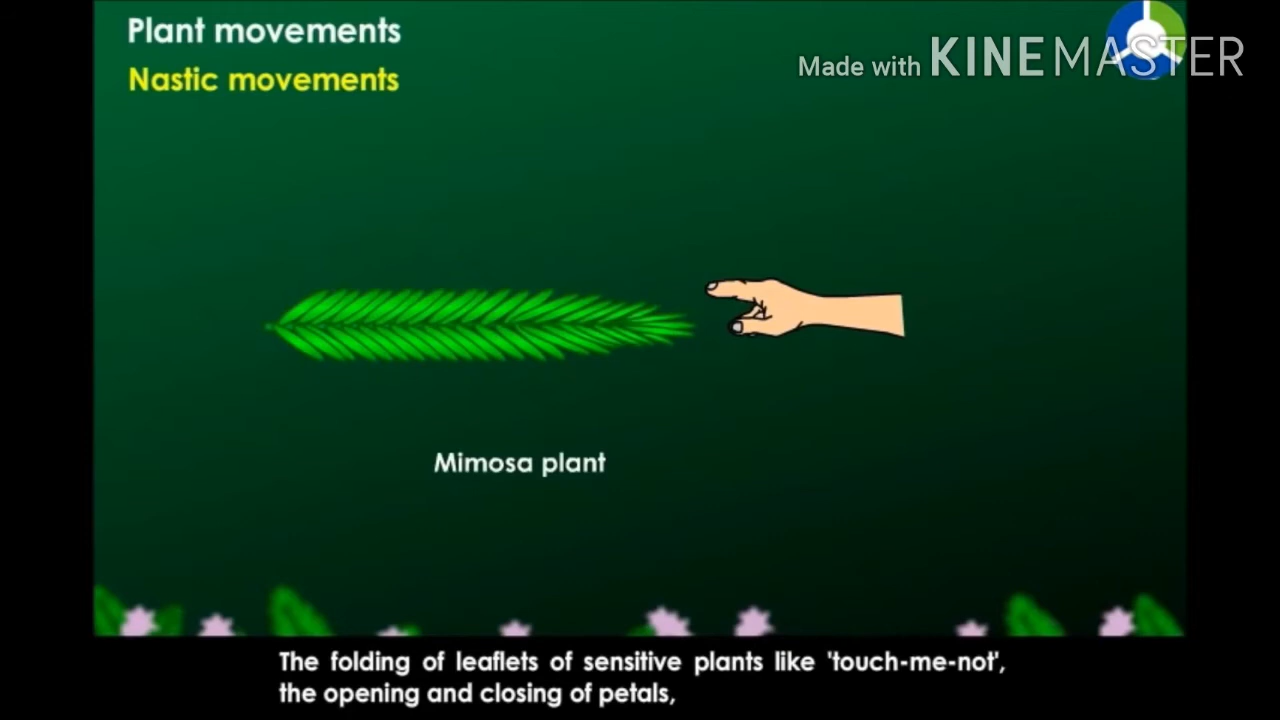 Plant movements
Made with KINEMASTER
Nastic movements
Mimosa plant
The folding of leaflets of sensitive plants like 'touch-me-not',
the opening and closing of petals,